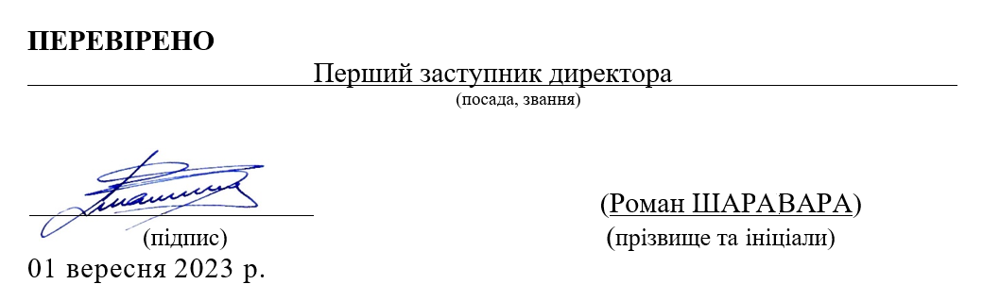 ПЕРЕВІРЕНО
Перший заступник директора
(посада, звання)
(Роман ШАРАВАРА)
(підпис) (прізвище та ініціали)
01 вересня 2023 р.